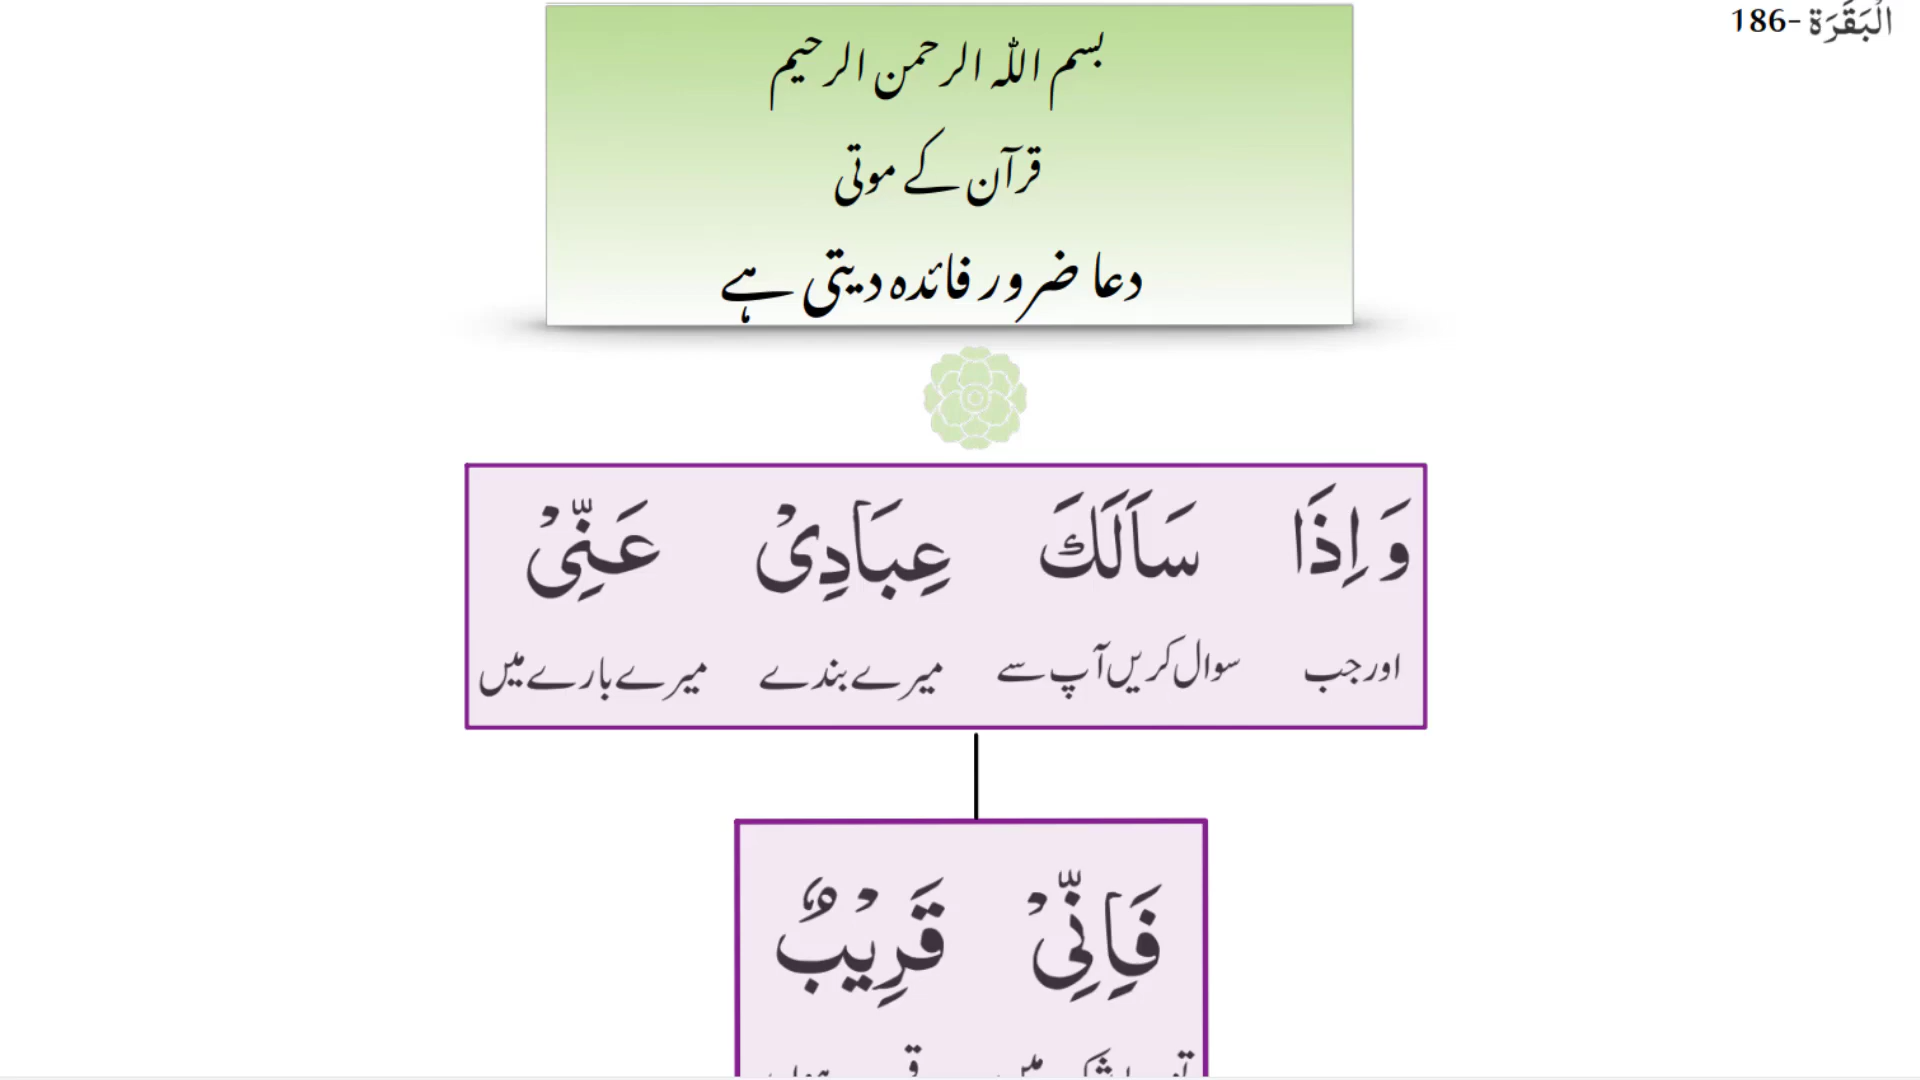 الْبَقَرَة -186
بسم اللہ الرحمن الرحیم
قرآن کے موتی
دعا ضرور فائدہ دیتی ہے
وَ اِذَا سَاَلَكَ عِبَادِیْ عَنِّیْ
اور جب سوال کریں آپ سے میرے بندے میرے بارے میں
فَاِنِّیْ قَرِیْبٌ